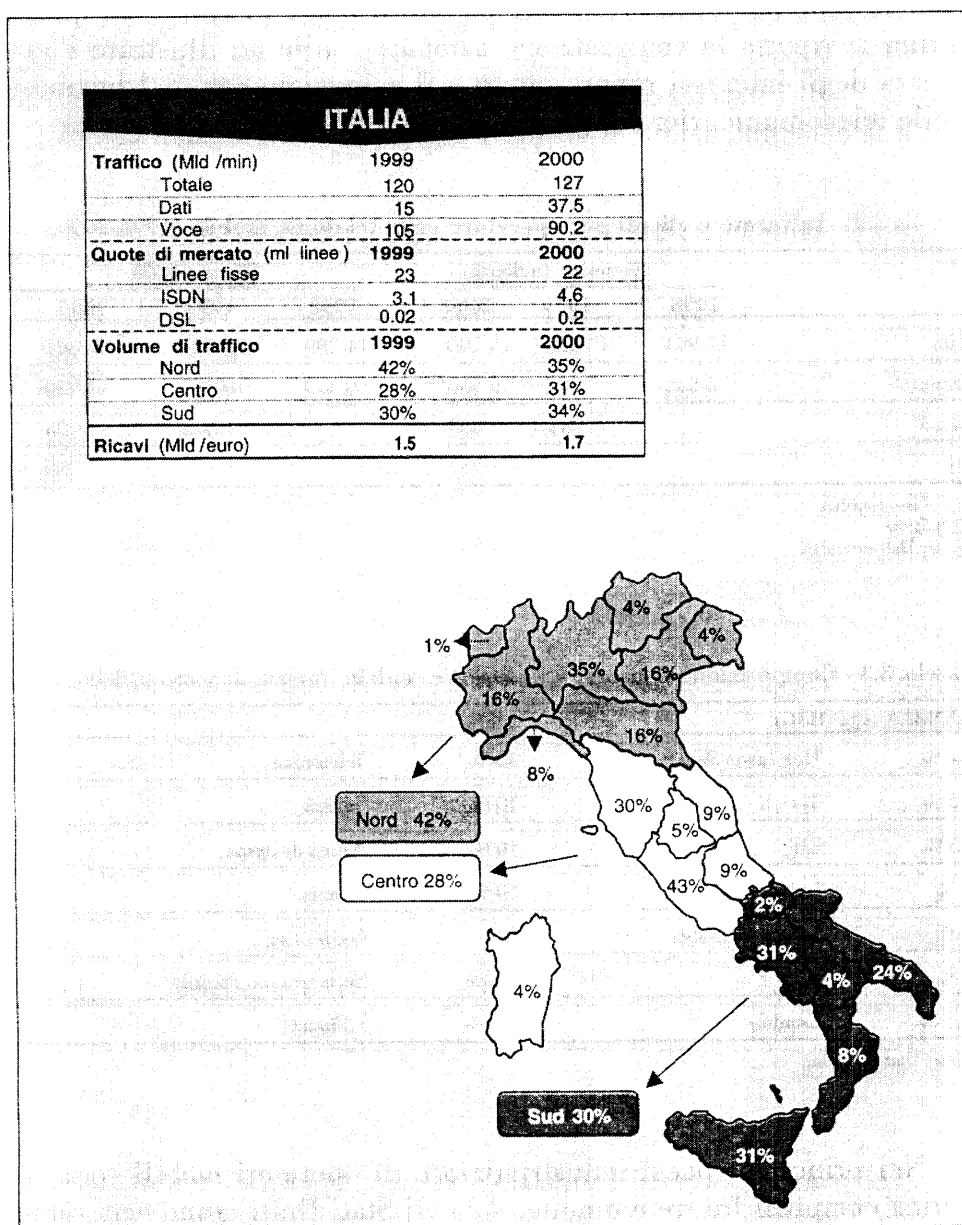 ITALIA
Traffico (Mld /min) 1999 2000
Totale 120 127
Dati 15 37.5
Voce 105 90.2
Quote di mercato (ml linee) 1999 2000
Linee fisse 23 22
ISDN 3.1 4.6
DSL 0.02 0.2
Volume di traffico 1999 2000
Nord 42% 35%
Centro 28% 31%
Sud 30% 34%
Ricavi (Mld /euro) 1.5 1.7
4%
1% 4%
35% 16%
16%
16%
8%
30% 9%
Nord 42% 5%
Centro 28% 9%
43%
2%
31%
4% 24%
4%
8%
Sud 30%
31%